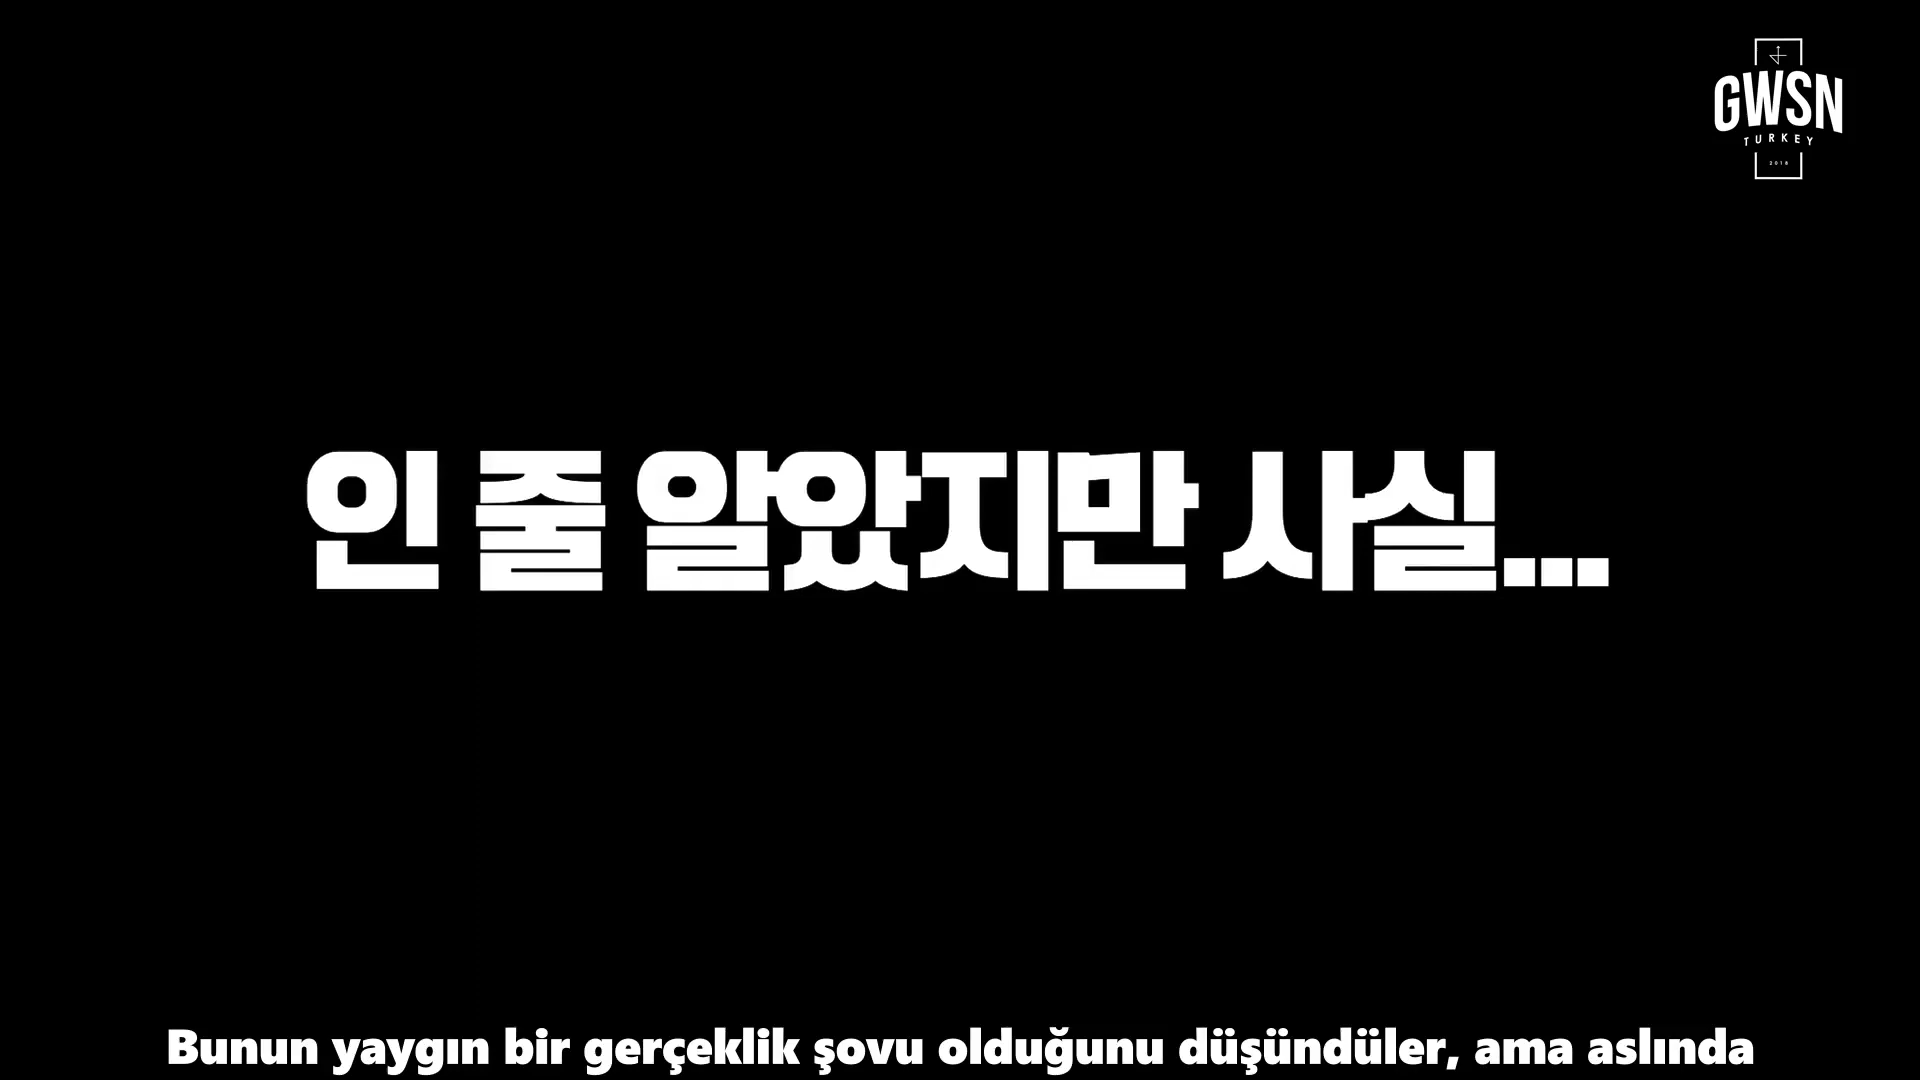 GWSN
TURKEY
2018
인 줄 알았지만 사실...
Bunun yaygın bir gerçeklik şovu olduğunu düşündüler, ama aslında